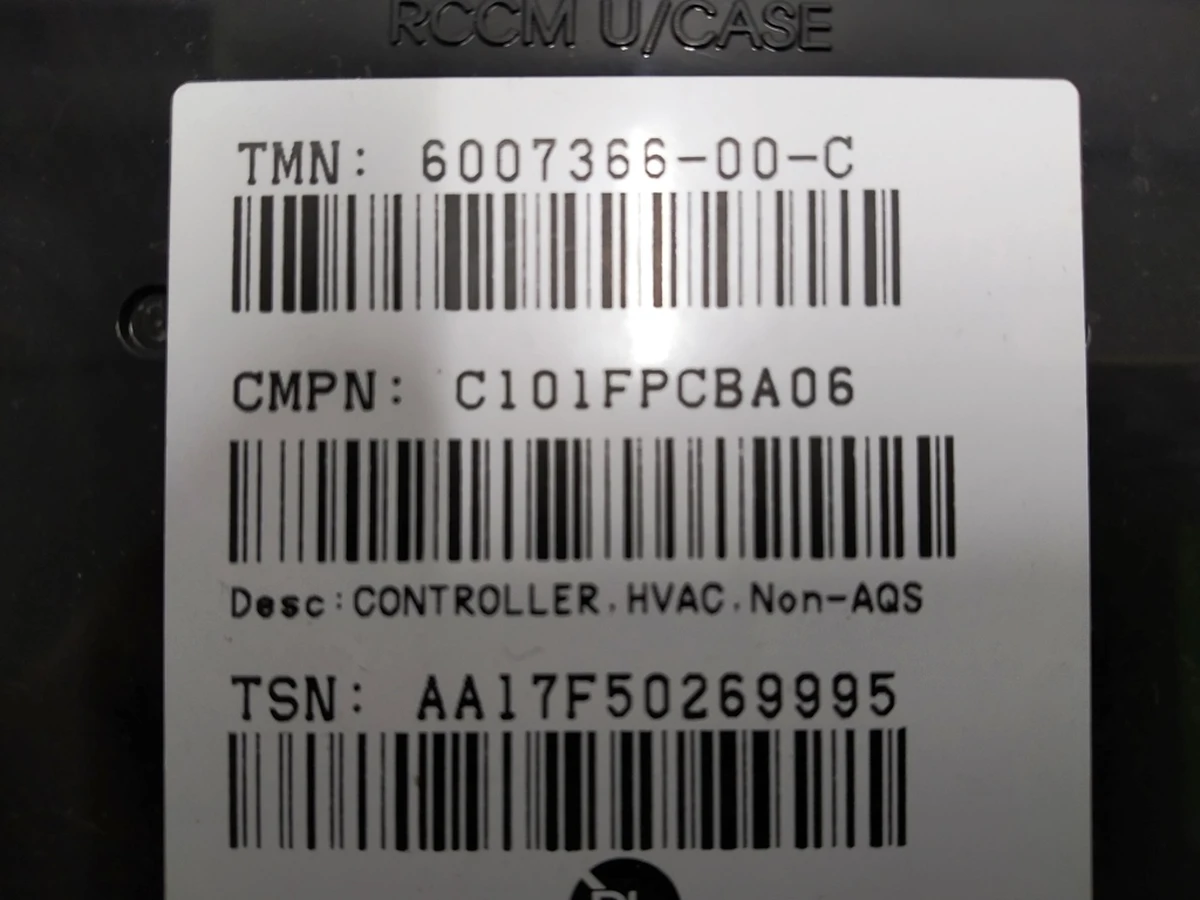 RCCM U/CASE
TMN: 6007366-00-C
CMPN: C101FPCBA06
Desc:CONTROLLER,HVAC,Non-AQS
TSN: AA17F50269995